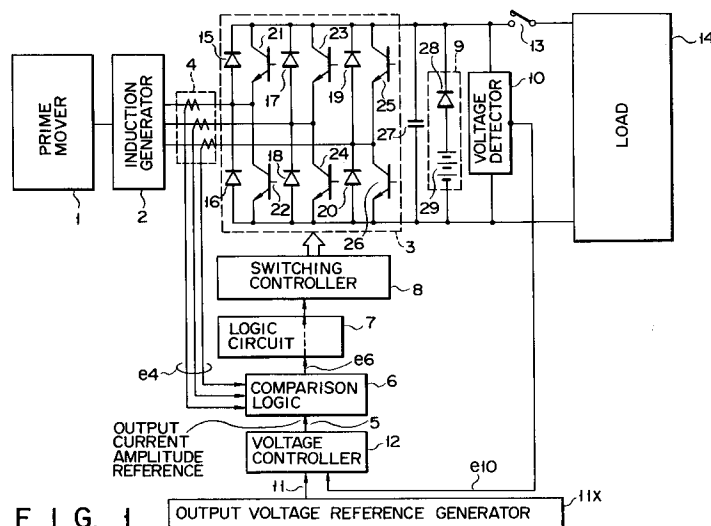 15
21
23
28
9
13
14
4
17
19
25
10
PRIME MOVER
INDUCTION GENERATOR
27
VOLTAGE DETECTOR
LOAD
18
24
29
1
2
16
22
20
26
3
SWITCHING CONTROLLER
8
LOGIC CIRCUIT
7
e6
e4
COMPARISON LOGIC
6
OUTPUT CURRENT AMPLITUDE REFERENCE
5
VOLTAGE CONTROLLER
12
e10
11
11X
OUTPUT VOLTAGE REFERENCE GENERATOR
FIG. 1